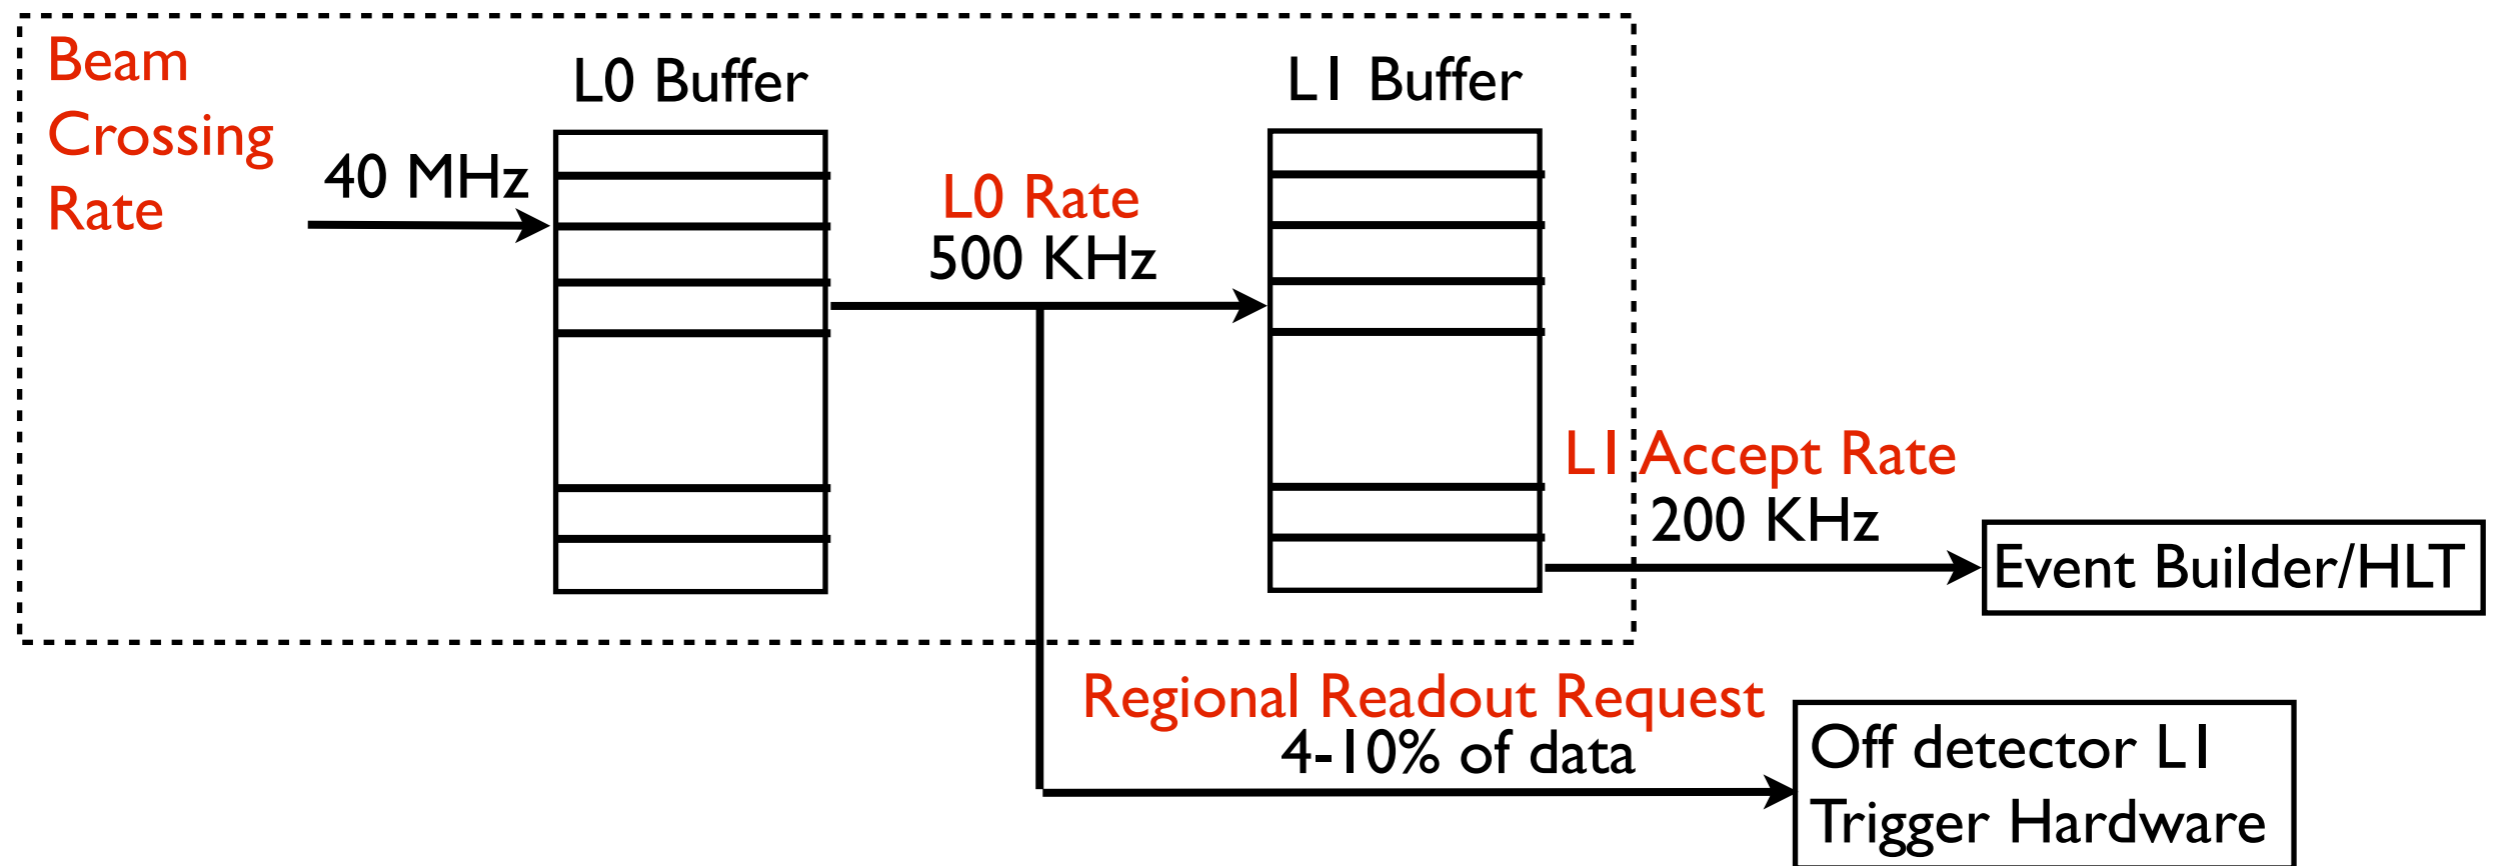 Beam
Crossing
Rate
40 MHz
L0 Buffer
L0 Rate
500 KHz
L1 Buffer
L1 Accept Rate
200 KHz
Event Builder/HLT
Regional Readout Request
4-10% of data
Off detector L1
Trigger Hardware